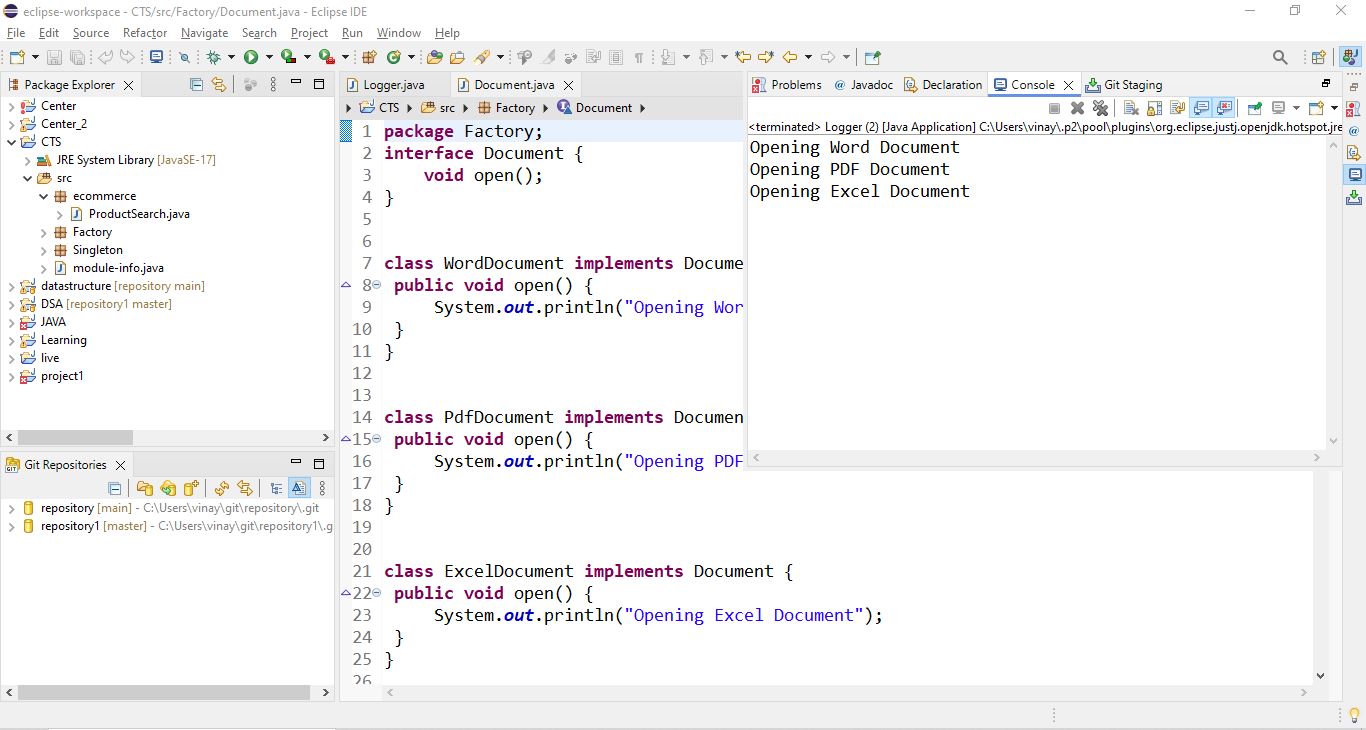 eclipse-workspace - CTS/src/Factory/Document.java - Eclipse IDE
File Edit Source Refactor Navigate Search Project Run Window Help
Package Explorer
Center
Center_2
CTS
JRE System Library [JavaSE-17]
src
ecommerce
ProductSearch.java
Factory
Singleton
module-info.java
datastructure [repository main]
DSA [repository1 master]
JAVA
Learning
live
project1
Git Repositories
repository [main] - C:\Users\vinay\git\repository\.git
repository1 [master] - C:\Users\vinay\git\repository1\.g
Logger.java Document.java
CTS src Factory Document
1 package Factory;
2 interface Document {
3 void open();
4 }
5
6
7 class WordDocument implements Docume
8 public void open() {
9 System.out.println("Opening Wor
10 }
11 }
12
13
14 class PdfDocument implements Documen
15 public void open() {
16 System.out.println("Opening PDF
17 }
18 }
19
20
21 class ExcelDocument implements Document {
22 public void open() {
23 System.out.println("Opening Excel Document");
24 }
25 }
26
Problems Javadoc Declaration Console Git Staging
<terminated> Logger (2) [Java Application] C:\Users\vinay\.p2\pool\plugins\org.eclipse.justj.openjdk.hotspot.jre
Opening Word Document
Opening PDF Document
Opening Excel Document